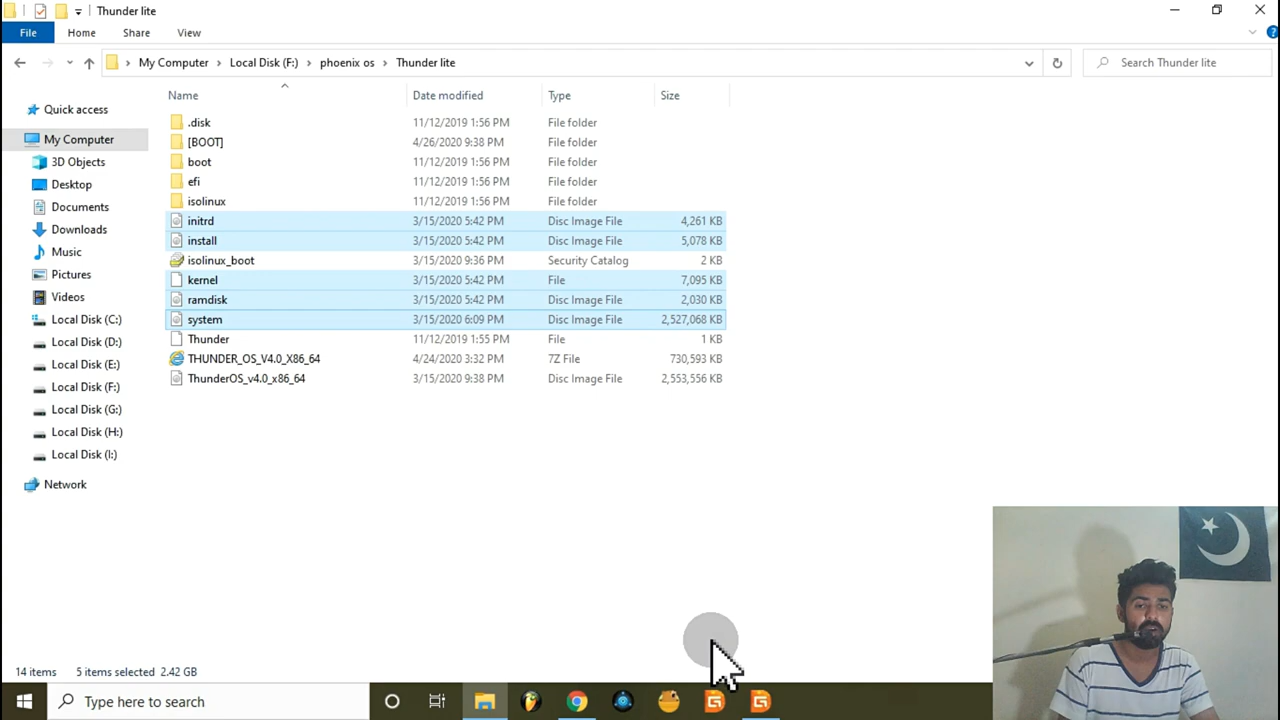 Thunder lite
File Home Share View
My Computer Local Disk (F:) phoenix os Thunder lite Search Thunder lite
Name Date modified Type Size
Quick access
My Computer
3D Objects
Desktop
Documents
Downloads
Music
Pictures
Videos
Local Disk (C:)
Local Disk (D:)
Local Disk (E:)
Local Disk (F:)
Local Disk (G:)
Local Disk (H:)
Local Disk (I:)
Network
.disk 11/12/2019 1:56 PM File folder
[BOOT] 4/26/2020 9:38 PM File folder
boot 11/12/2019 1:56 PM File folder
efi 11/12/2019 1:56 PM File folder
isolinux 11/12/2019 1:56 PM File folder
initrd 3/15/2020 5:42 PM Disc Image File 4,261 KB
install 3/15/2020 5:42 PM Disc Image File 5,078 KB
isolinux_boot 3/15/2020 9:36 PM Security Catalog 2 KB
kernel 3/15/2020 5:42 PM File 7,095 KB
ramdisk 3/15/2020 5:42 PM Disc Image File 2,030 KB
system 3/15/2020 6:09 PM Disc Image File 2,527,068 KB
Thunder 11/12/2019 1:55 PM File 1 KB
THUNDER_OS_V4.0_X86_64 4/24/2020 3:32 PM 7Z File 730,593 KB
ThunderOS_v4.0_x86_64 3/15/2020 9:38 PM Disc Image File 2,553,556 KB
14 items 5 items selected 2.42 GB
Type here to search